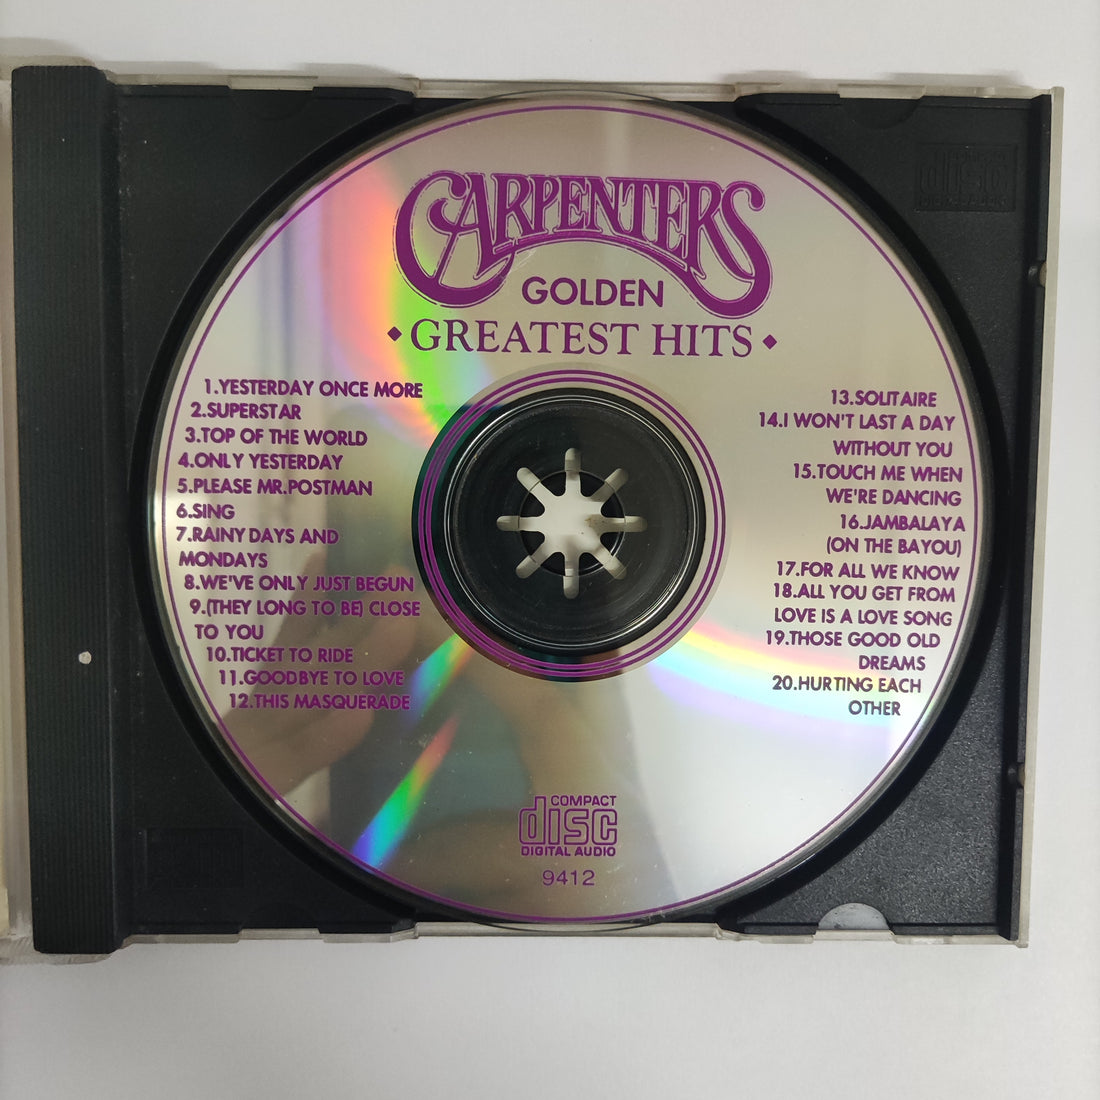 CARPENTERS
GOLDEN
• GREATEST HITS •
1.YESTERDAY ONCE MORE
2.SUPERSTAR
3.TOP OF THE WORLD
4.ONLY YESTERDAY
5.PLEASE MR.POSTMAN
6.SING
7.RAINY DAYS AND
MONDAYS
8.WE'VE ONLY JUST BEGUN
9.(THEY LONG TO BE) CLOSE
TO YOU
10.TICKET TO RIDE
11.GOODBYE TO LOVE
12.THIS MASQUERADE
13.SOLITAIRE
14.I WON'T LAST A DAY
WITHOUT YOU
15.TOUCH ME WHEN
WE'RE DANCING
16.JAMBALAYA
(ON THE BAYOU)
17.FOR ALL WE KNOW
18.ALL YOU GET FROM
LOVE IS A LOVE SONG
19.THOSE GOOD OLD
DREAMS
20.HURTING EACH
OTHER
COMPACT
disc
DIGITAL AUDIO
9412
disc